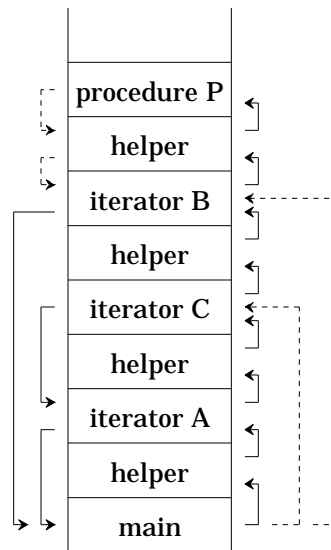 procedure P
helper
iterator B
helper
iterator C
helper
iterator A
helper
main